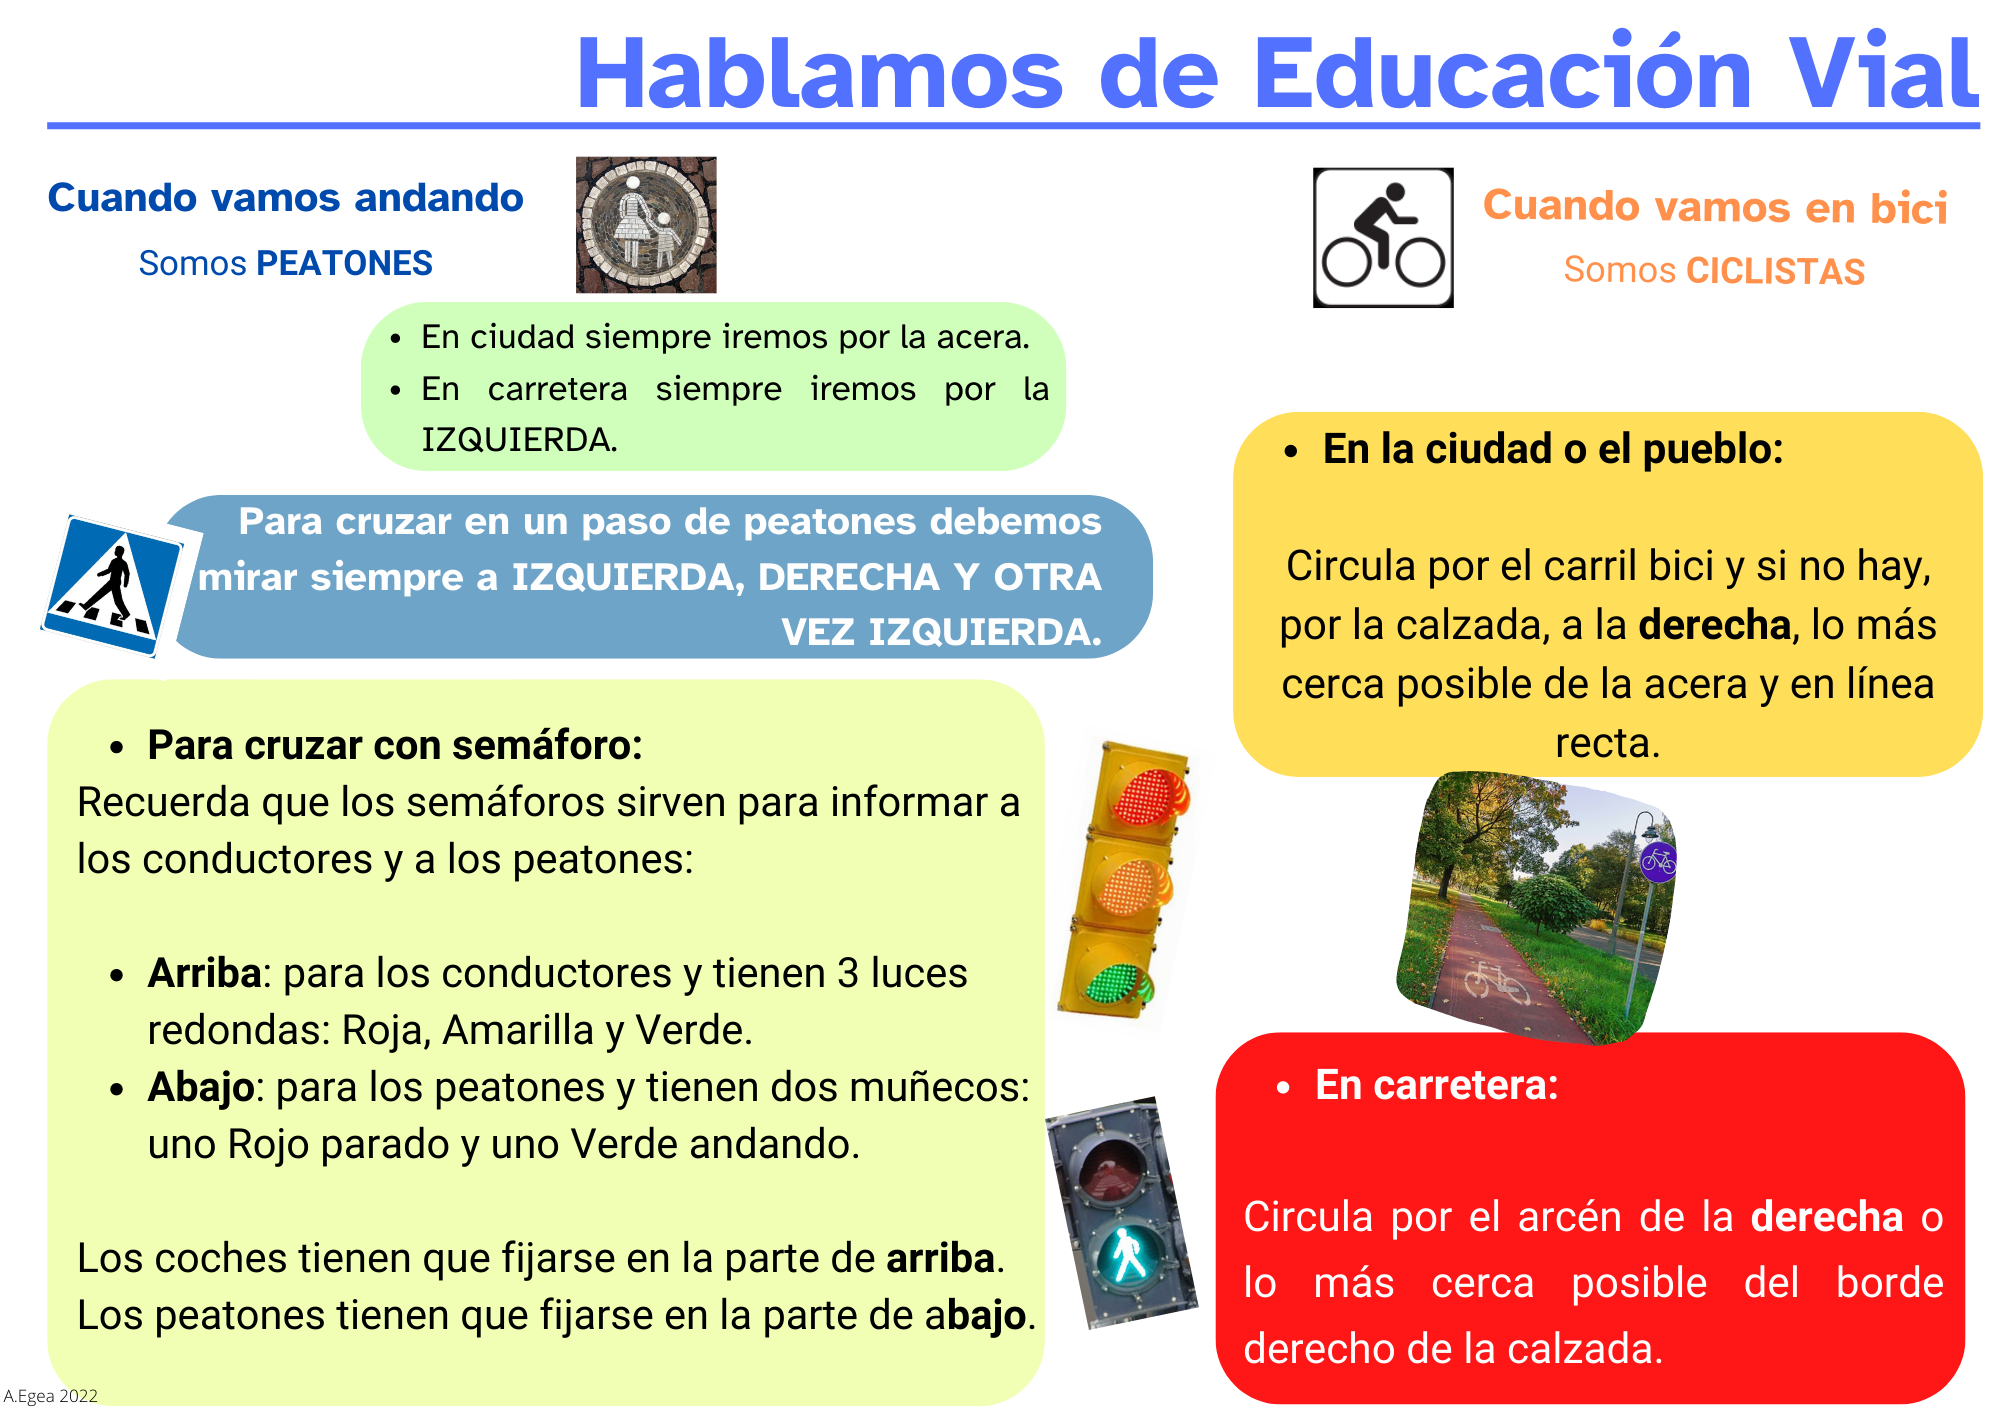 Hablamos de Educación Vial
Cuando vamos andando
Somos PEATONES
• En ciudad siempre iremos por la acera.
• En carretera siempre iremos por la
IZQUIERDA.
Para cruzar en un paso de peatones debemos
mirar siempre a IZQUIERDA, DERECHA Y OTRA
VEZ IZQUIERDA.
• Para cruzar con semáforo:
Recuerda que los semáforos sirven para informar a
los conductores y a los peatones:
• Arriba: para los conductores y tienen 3 luces
redondas: Roja, Amarilla y Verde.
• Abajo: para los peatones y tienen dos muñecos:
uno Rojo parado y uno Verde andando.
Los coches tienen que fijarse en la parte de arriba.
Los peatones tienen que fijarse en la parte de abajo.
Cuando vamos en bici
Somos CICLISTAS
• En la ciudad o el pueblo:
Circula por el carril bici y si no hay,
por la calzada, a la derecha, lo más
cerca posible de la acera y en línea
recta.
• En carretera:
Circula por el arcén de la derecha o
lo más cerca posible del borde
derecho de la calzada.
A.Egea 2022